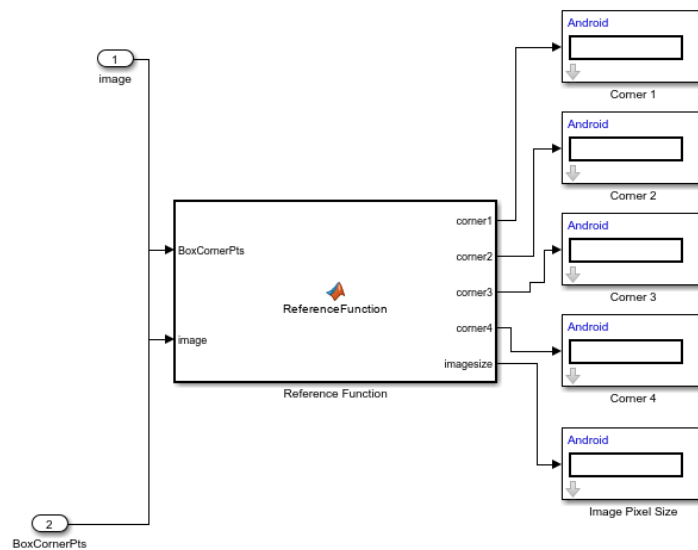 1
image
BoxCornerPts
image
ReferenceFunction
corner1
corner2
corner3
corner4
imagesize
Reference Function
2
BoxCornerPts
Android
Corner 1
Android
Corner 2
Android
Corner 3
Android
Corner 4
Android
Image Pixel Size